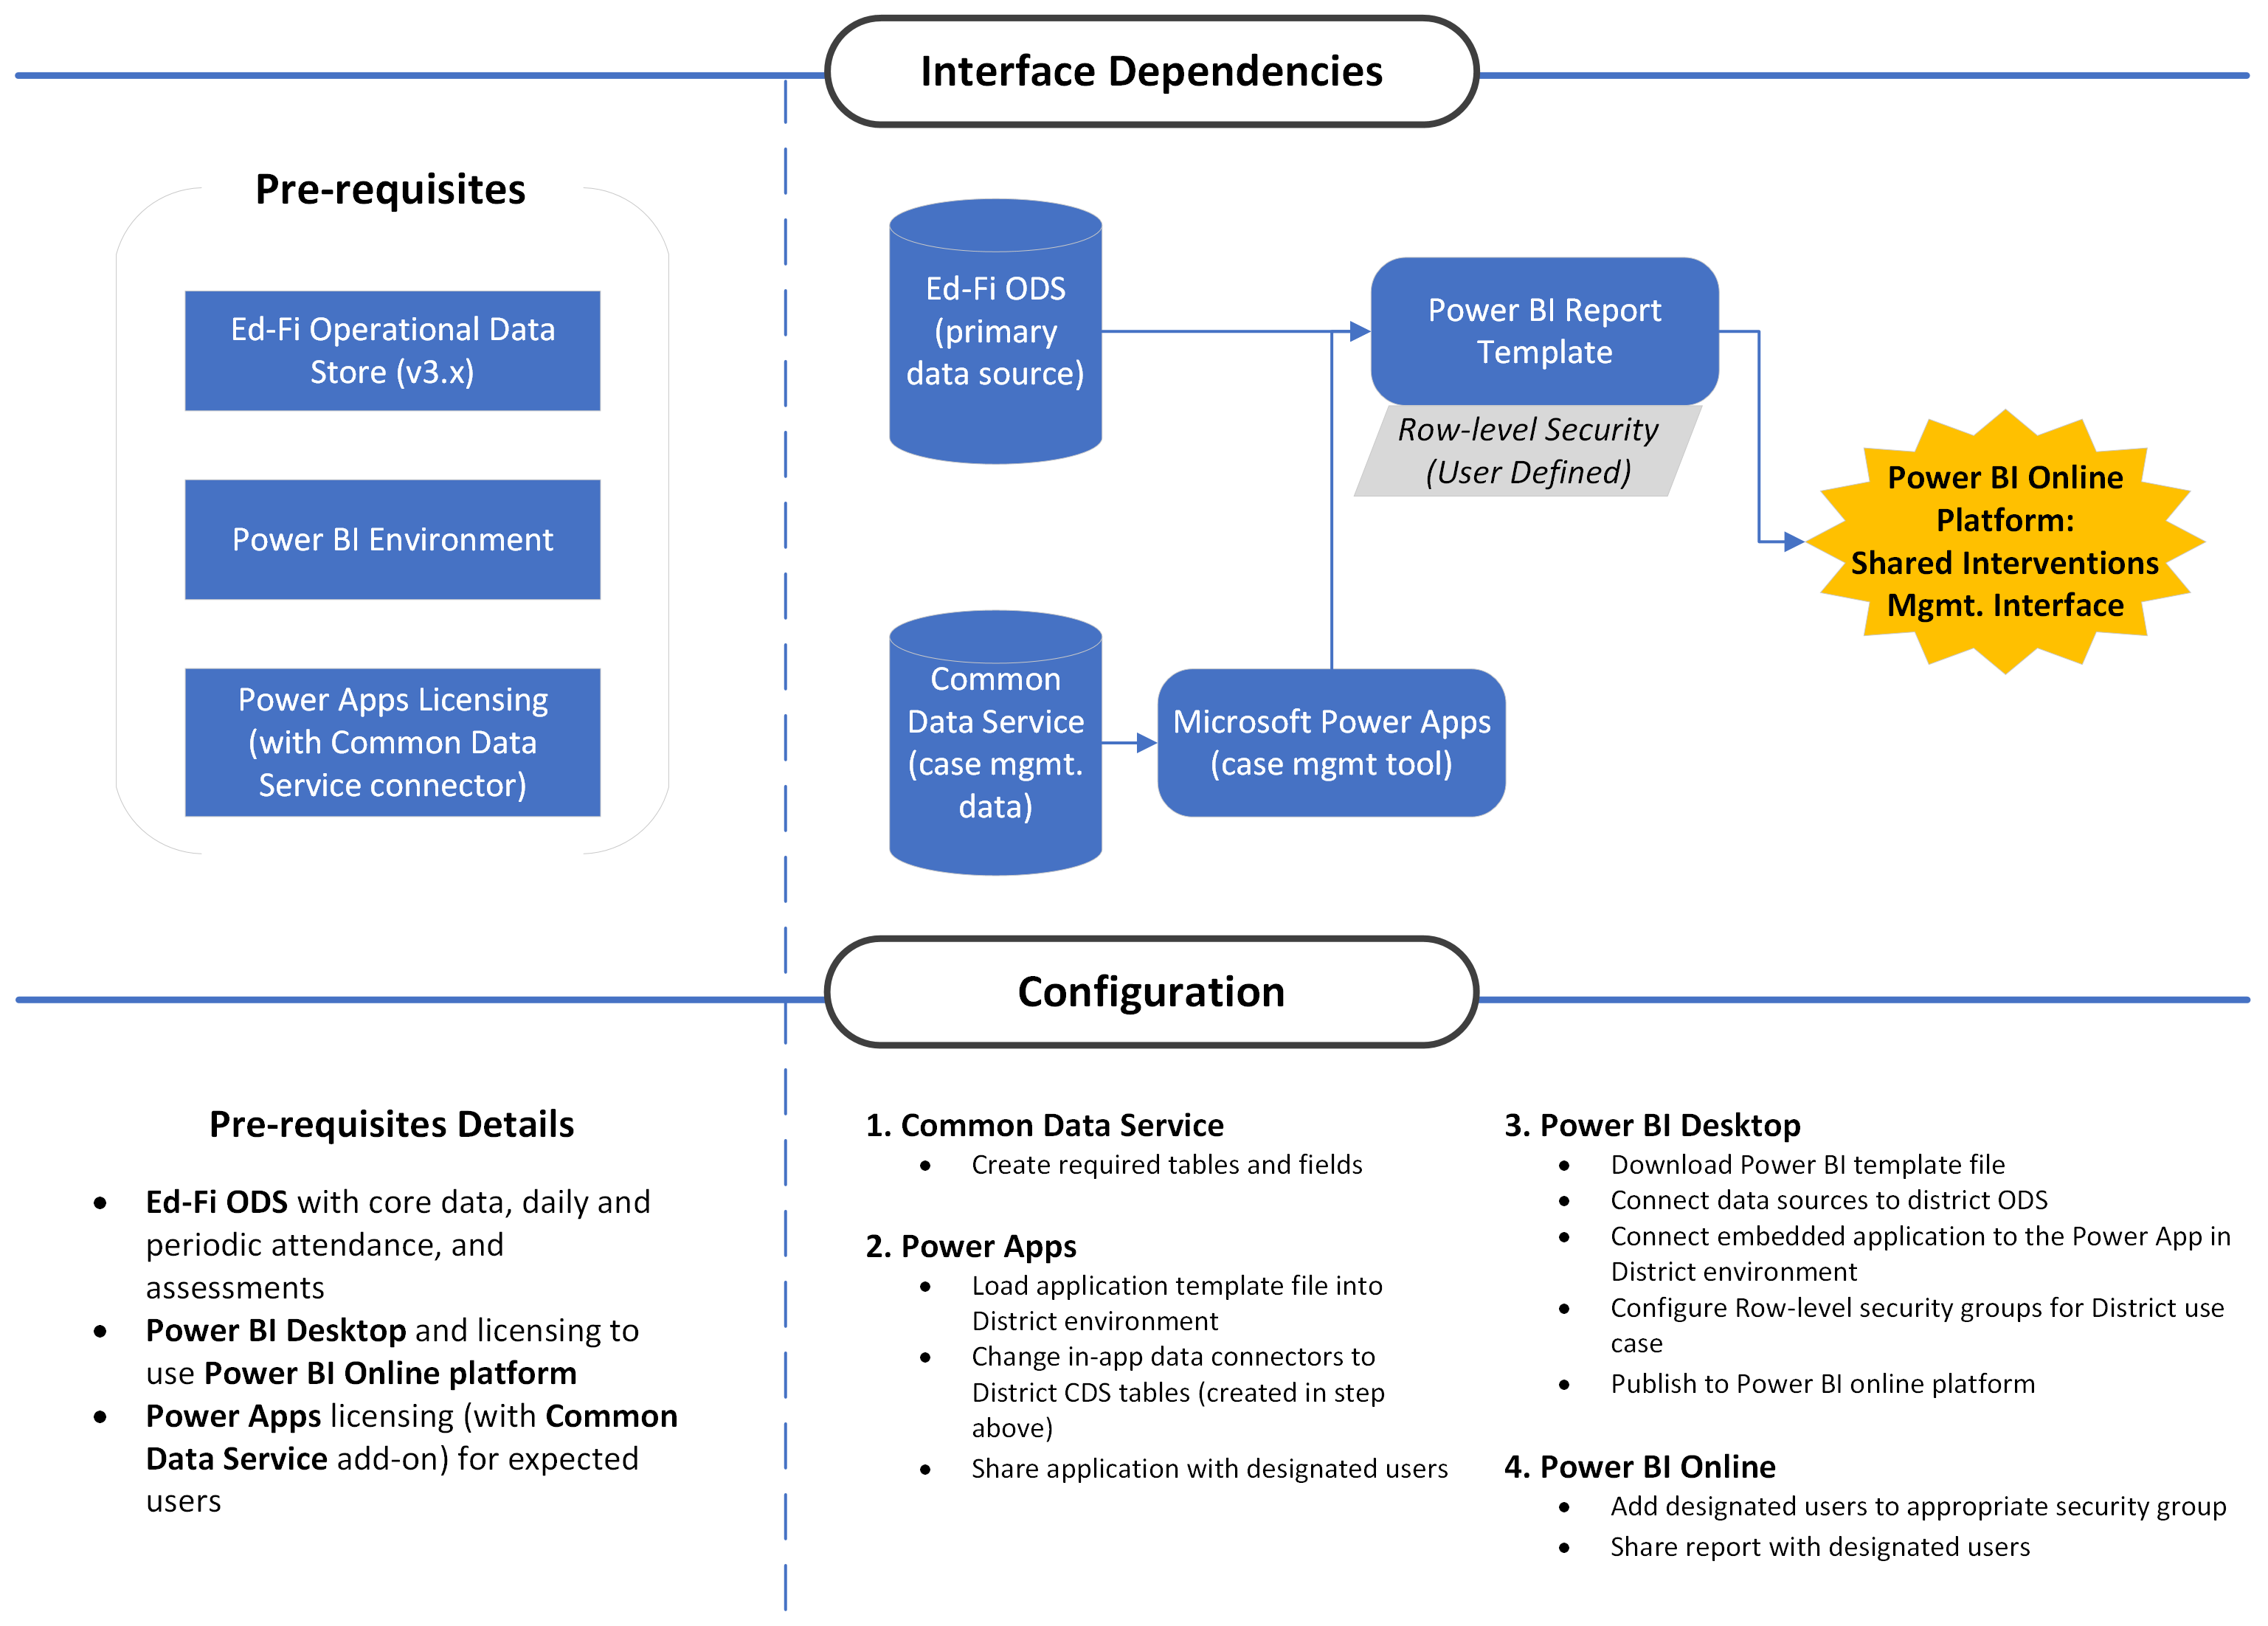 Interface Dependencies
Pre-requisites
Ed-Fi Operational Data
Store (v3.x)
Power BI Environment
Power Apps Licensing
(with Common Data
Service connector)
Ed-Fi ODS
(primary
data source)
Power BI Report
Template
Row-level Security
(User Defined)
Power BI Online
Platform:
Shared Interventions
Mgmt. Interface
Common
Data Service
(case mgmt.
data)
Microsoft Power Apps
(case mgmt tool)
Configuration
Pre-requisites Details
• Ed-Fi ODS with core data, daily and
periodic attendance, and
assessments
• Power BI Desktop and licensing to
use Power BI Online platform
• Power Apps licensing (with Common
Data Service add-on) for expected
users
1. Common Data Service
• Create required tables and fields
2. Power Apps
• Load application template file into
District environment
• Change in-app data connectors to
District CDS tables (created in step
above)
• Share application with designated users
3. Power BI Desktop
• Download Power BI template file
• Connect data sources to district ODS
• Connect embedded application to the Power App in
District environment
• Configure Row-level security groups for District use
case
• Publish to Power BI online platform
4. Power BI Online
• Add designated users to appropriate security group
• Share report with designated users